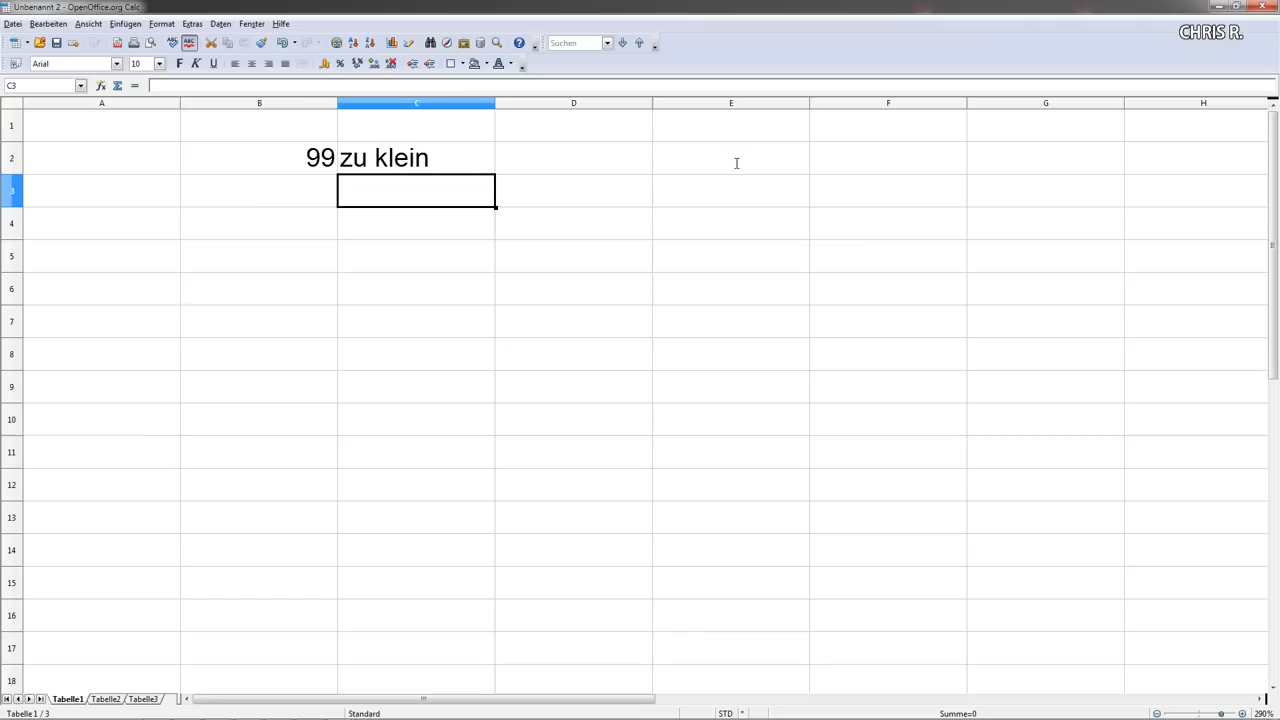 Unbenannt 2 - OpenOffice.org Calc
Datei Bearbeiten Ansicht Einfügen Format Extras Daten Fenster Hilfe
CHRIS R.
Suchen
Arial 10 F K U
C3
A B C D E F G H
1
2 99 zu klein
3
4
5
6
7
8
9
10
11
12
13
14
15
16
17
18
Tabelle1 Tabelle2 Tabelle3
Tabelle 1 / 3 Standard STD * Summe=0 290%